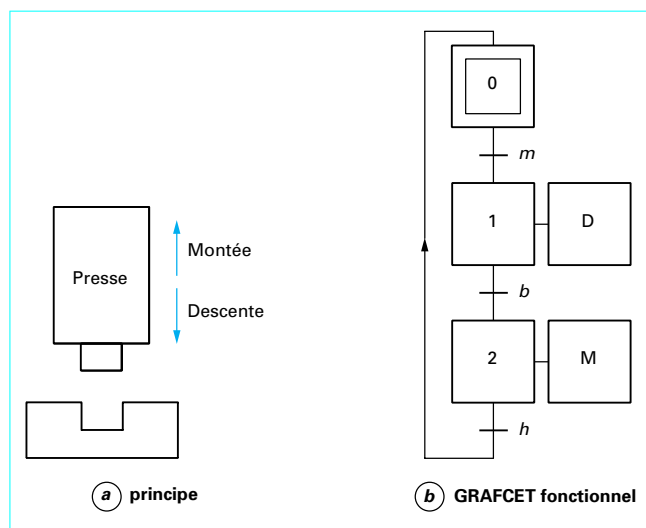 Presse
Montée
Descente
a principe
0
m
1
D
b
2
M
h
b GRAFCET fonctionnel